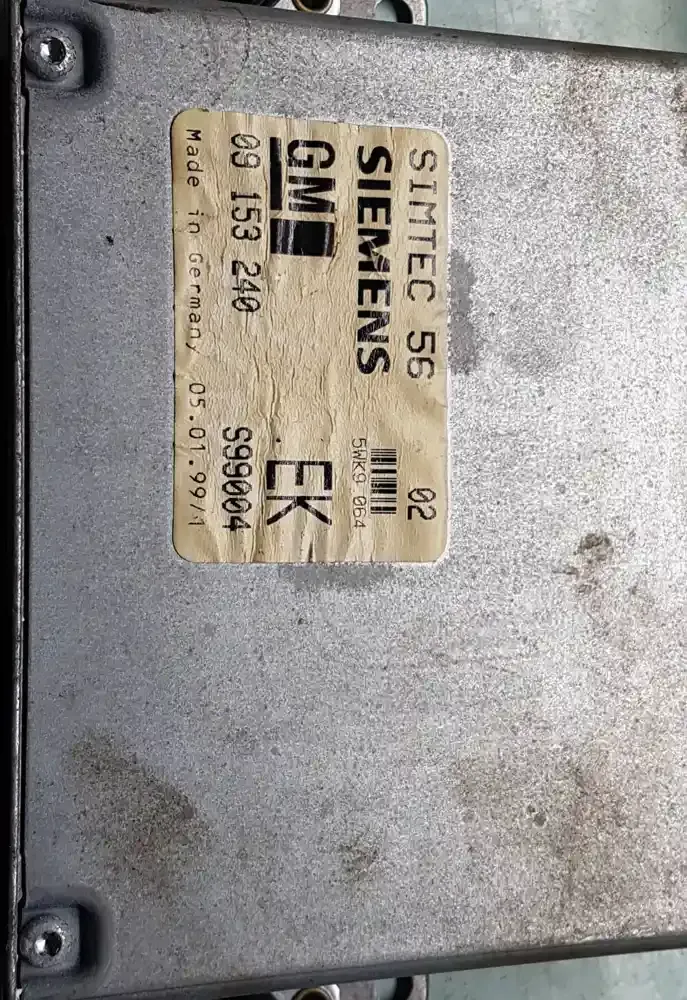 SIMTEC 56 02
SIEMENS 5WK9 064
GM EK
09 153 240 S99004
Made in Germany 05.01.99/1